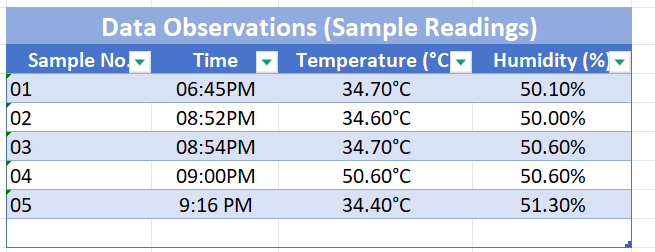 Data Observations (Sample Readings)
Sample No. Time Temperature (°C Humidity (%)
01 06:45PM 34.70°C 50.10%
02 08:52PM 34.60°C 50.00%
03 08:54PM 34.70°C 50.60%
04 09:00PM 50.60°C 50.60%
05 9:16 PM 34.40°C 51.30%